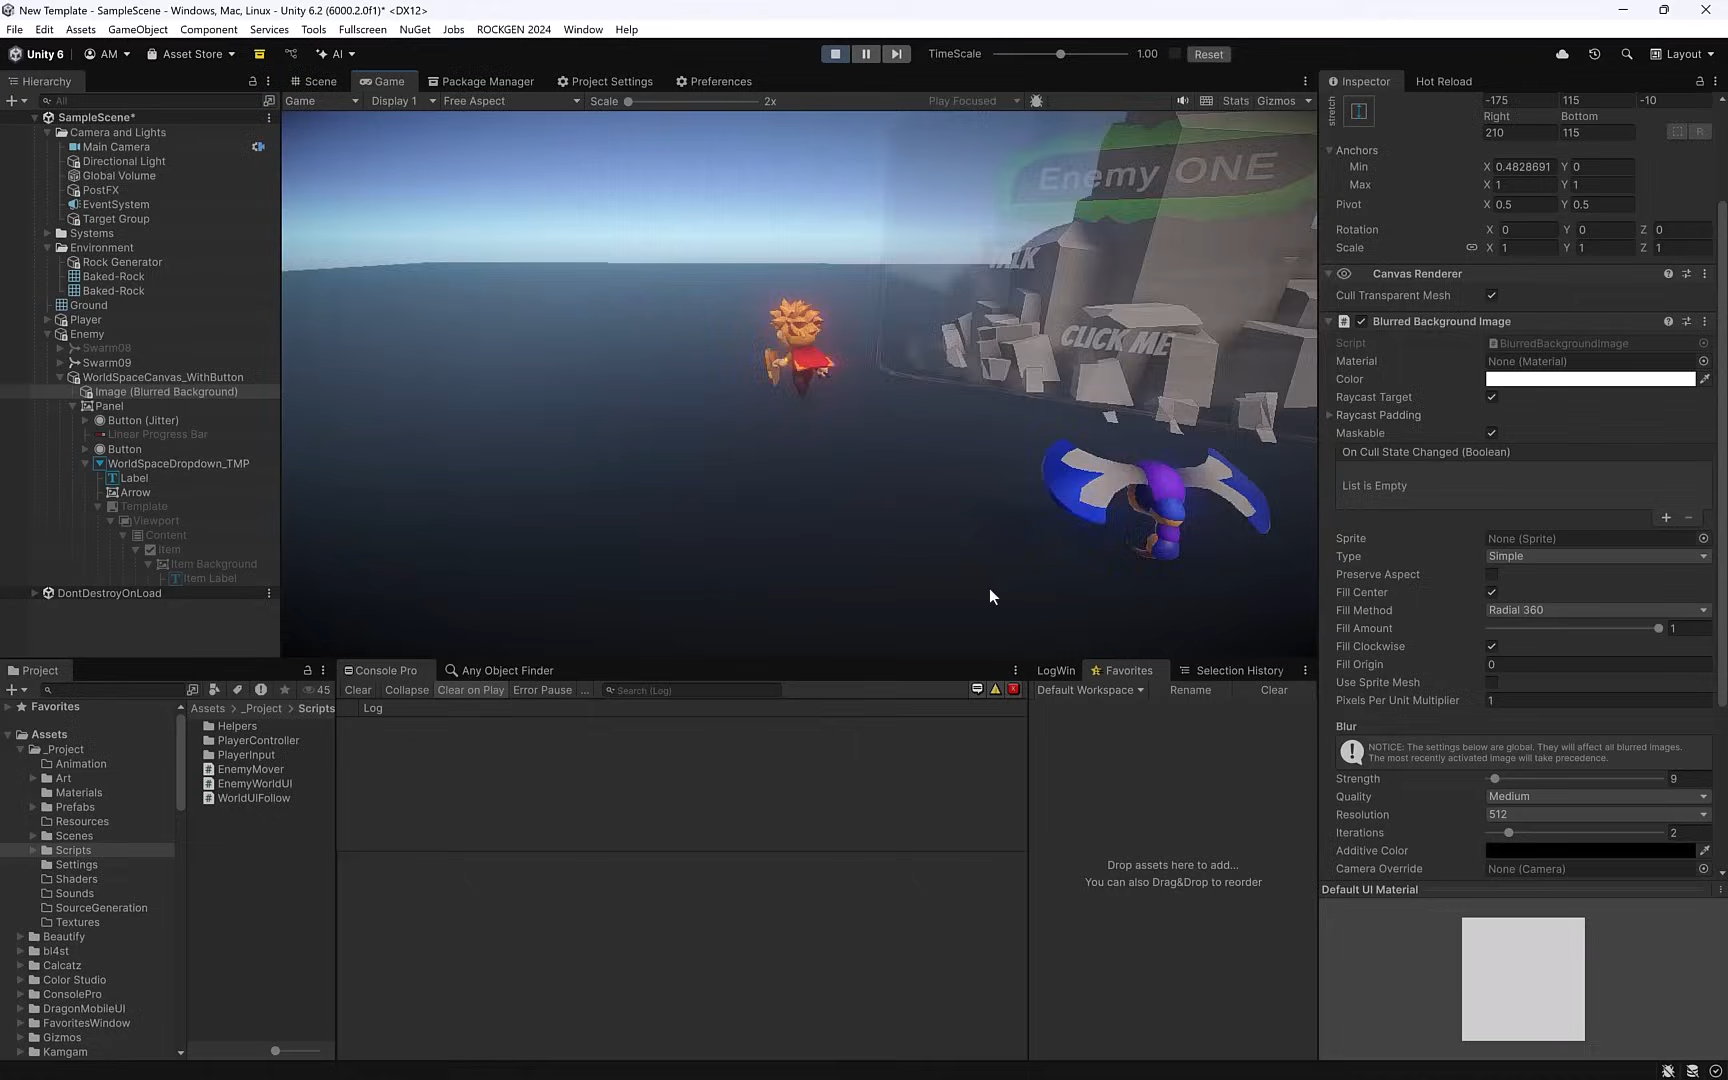 New Template - SampleScene - Windows, Mac, Linux - Unity 6.2 (6000.2.0f1)* <DX12>
File Edit Assets GameObject Component Services Tools Fullscreen NuGet Jobs ROCKGEN 2024 Window Help
Unity 6 AM Asset Store AI TimeScale 1.00 Reset Layout
Hierarchy Scene Game Package Manager Project Settings Preferences Inspector Hot Reload
All Game Display 1 Free Aspect Scale 2x Play Focused Stats Gizmos
SampleScene*
Camera and Lights
Main Camera
Directional Light
Global Volume
PostFX
EventSystem
Target Group
Systems
Environment
Rock Generator
Baked-Rock
Baked-Rock
Ground
Player
Enemy
Swarm08
Swarm09
WorldSpaceCanvas_WithButton
Image (Blurred Background)
Panel
Button (Jitter)
Linear Progress Bar
Button
WorldSpaceDropdown_TMP
Label
Arrow
Template
Viewport
Content
Item
Item Background
Item Label
DontDestroyOnLoad
Enemy ONE
CLICK ME
stretch
-175 115 -10
Right Bottom
210 115 R
Anchors
Min X 0.4828691 Y 0
Max X 1 Y 1
Pivot X 0.5 Y 0.5
Rotation X 0 Y 0 Z 0
Scale X 1 Y 1 Z 1
Canvas Renderer
Cull Transparent Mesh
# Blurred Background Image
Script BlurredBackgroundImage
Material None (Material)
Color
Raycast Target
Raycast Padding
Maskable
On Cull State Changed (Boolean)
List is Empty
+ -
Sprite None (Sprite)
Type Simple
Preserve Aspect
Fill Center
Fill Method Radial 360
Fill Amount 1
Fill Clockwise
Fill Origin 0
Use Sprite Mesh
Pixels Per Unit Multiplier 1
Blur
NOTICE: The settings below are global. They will affect all blurred images.
The most recently activated image will take precedence.
Strength 9
Quality Medium
Resolution 512
Iterations 2
Additive Color
Camera Override None (Camera)
Default UI Material
Project
45
Favorites
Assets
_Project
Animation
Art
Materials
Prefabs
Resources
Scenes
Scripts
Settings
Shaders
Sounds
SourceGeneration
Textures
Beautify
bl4st
Calcatz
Color Studio
ConsolePro
DragonMobileUI
FavoritesWindow
Gizmos
Kamgam
Assets > _Project > Scripts
Helpers
PlayerController
PlayerInput
EnemyMover
EnemyWorldUI
WorldUIFollow
Console Pro Any Object Finder
Clear Collapse Clear on Play Error Pause ... Search (Log)
Log
LogWin Favorites Selection History
Default Workspace Rename Clear
Drop assets here to add...
You can also Drag&Drop to reorder